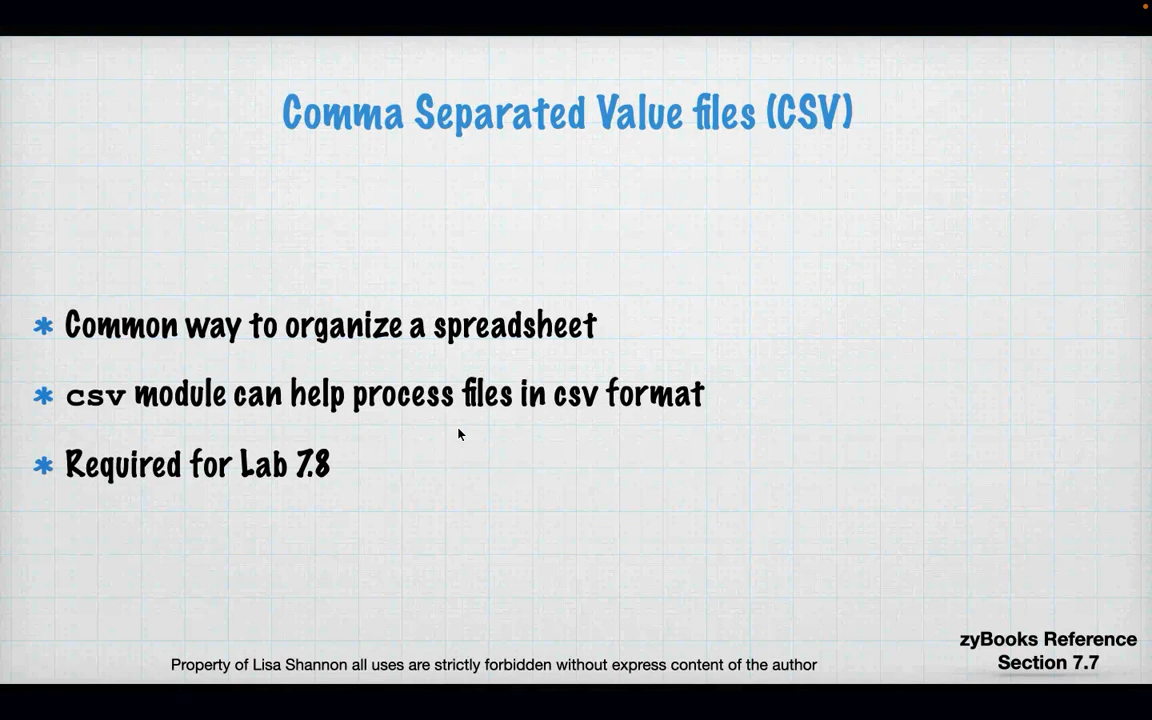 Comma Separated Value files (CSV)
* Common way to organize a spreadsheet
* csv module can help process files in csv format
* Required for Lab 7.8
zyBooks Reference
Section 7.7
Property of Lisa Shannon all uses are strictly forbidden without express content of the author